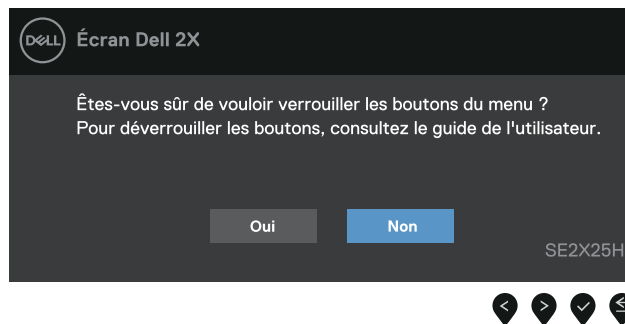 DELL Écran Dell 2X
Êtes-vous sûr de vouloir verrouiller les boutons du menu ?
Pour déverrouiller les boutons, consultez le guide de l'utilisateur.
Oui Non
SE2X25H